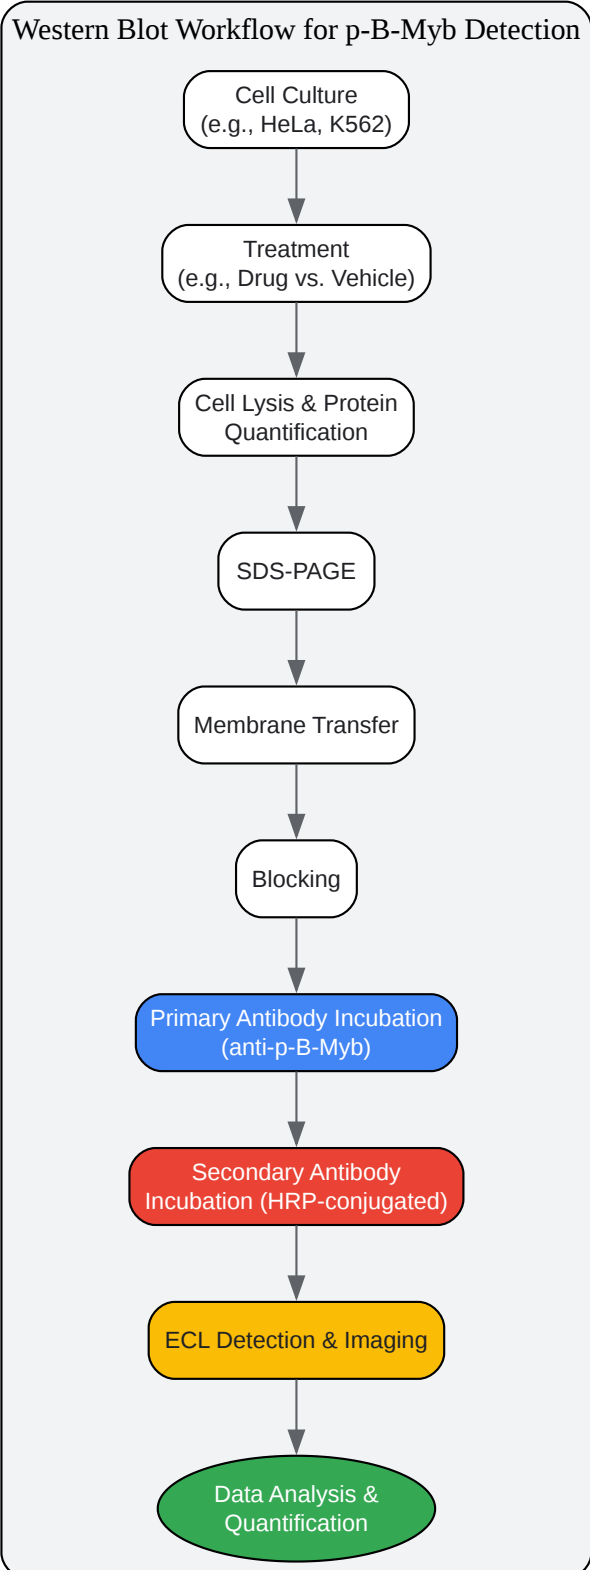 Western Blot Workflow for p-B-Myb Detection
Cell Culture
(e.g., HeLa, K562)
Treatment
(e.g., Drug vs. Vehicle)
Cell Lysis & Protein
Quantification
SDS-PAGE
Membrane Transfer
Blocking
Primary Antibody Incubation
(anti-p-B-Myb)
Secondary Antibody
Incubation (HRP-conjugated)
ECL Detection & Imaging
Data Analysis &
Quantification